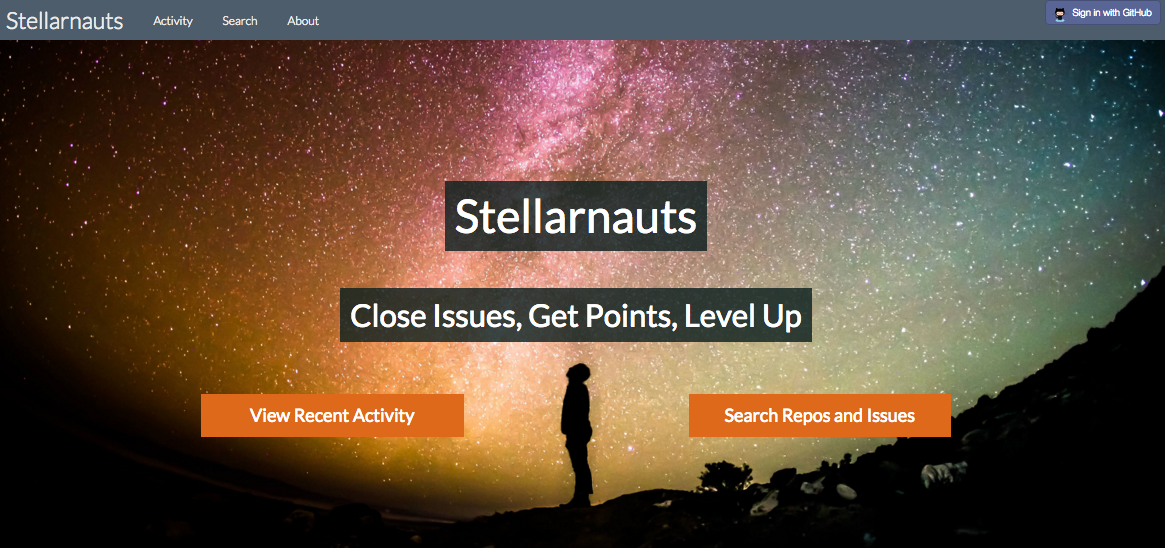 Stellarnauts
Activity
Search
About
Sign in with GitHub
Stellarnauts
Close Issues, Get Points, Level Up
View Recent Activity
Search Repos and Issues